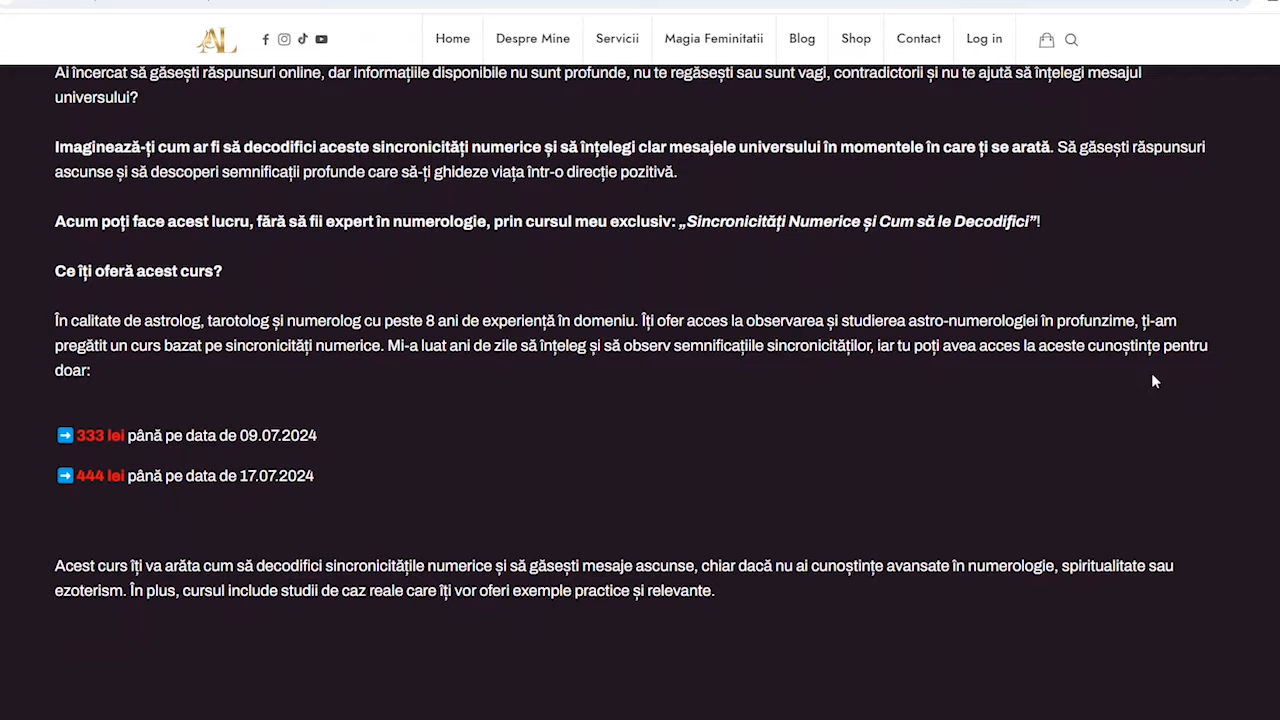 AL
Home
Despre Mine
Servicii
Magia Feminitatii
Blog
Shop
Contact
Log in
Ai încercat să găsești răspunsuri online, dar informațiile disponibile nu sunt profunde, nu te regăsești sau sunt vagi, contradictorii și nu te ajută să înțelegi mesajul
universului?
Imaginează-ți cum ar fi să decodifici aceste sincronicități numerice și să înțelegi clar mesajele universului în momentele în care ți se arată. Să găsești răspunsuri
ascunse și să descoperi semnificații profunde care să-ți ghideze viața într-o direcție pozitivă.
Acum poți face acest lucru, fără să fii expert în numerologie, prin cursul meu exclusiv: „Sincronicități Numerice și Cum să le Decodifici”!
Ce îți oferă acest curs?
În calitate de astrolog, tarotolog și numerolog cu peste 8 ani de experiență în domeniu. Îți ofer acces la observarea și studierea astro-numerologiei în profunzime, ți-am
pregătit un curs bazat pe sincronicități numerice. Mi-a luat ani de zile să înțeleg și să observ semnificațiile sincronicităților, iar tu poți avea acces la aceste cunoștințe pentru
doar:
➡ 333 lei până pe data de 09.07.2024
➡ 444 lei până pe data de 17.07.2024
Acest curs îți va arăta cum să decodifici sincronicitățile numerice și să găsești mesaje ascunse, chiar dacă nu ai cunoștințe avansate în numerologie, spiritualitate sau
ezoterism. În plus, cursul include studii de caz reale care îți vor oferi exemple practice și relevante.